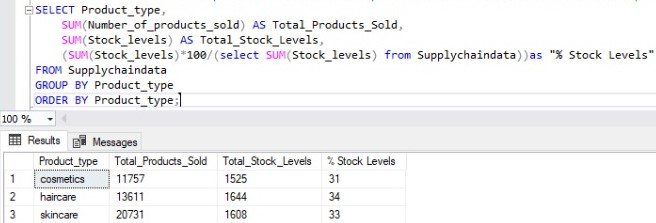 SELECT Product_type,
SUM(Number_of_products_sold) AS Total_Products_Sold,
SUM(Stock_levels) AS Total_Stock_Levels,
(SUM(Stock_levels)*100/(select SUM(Stock_levels) from Supplychaindata))as "% Stock Levels"
FROM Supplychaindata
GROUP BY Product_type
ORDER BY Product_type;
100 %
Results Messages
Product_type Total_Products_Sold Total_Stock_Levels % Stock Levels
1 cosmetics 11757 1525 31
2 haircare 13611 1644 34
3 skincare 20731 1608 33